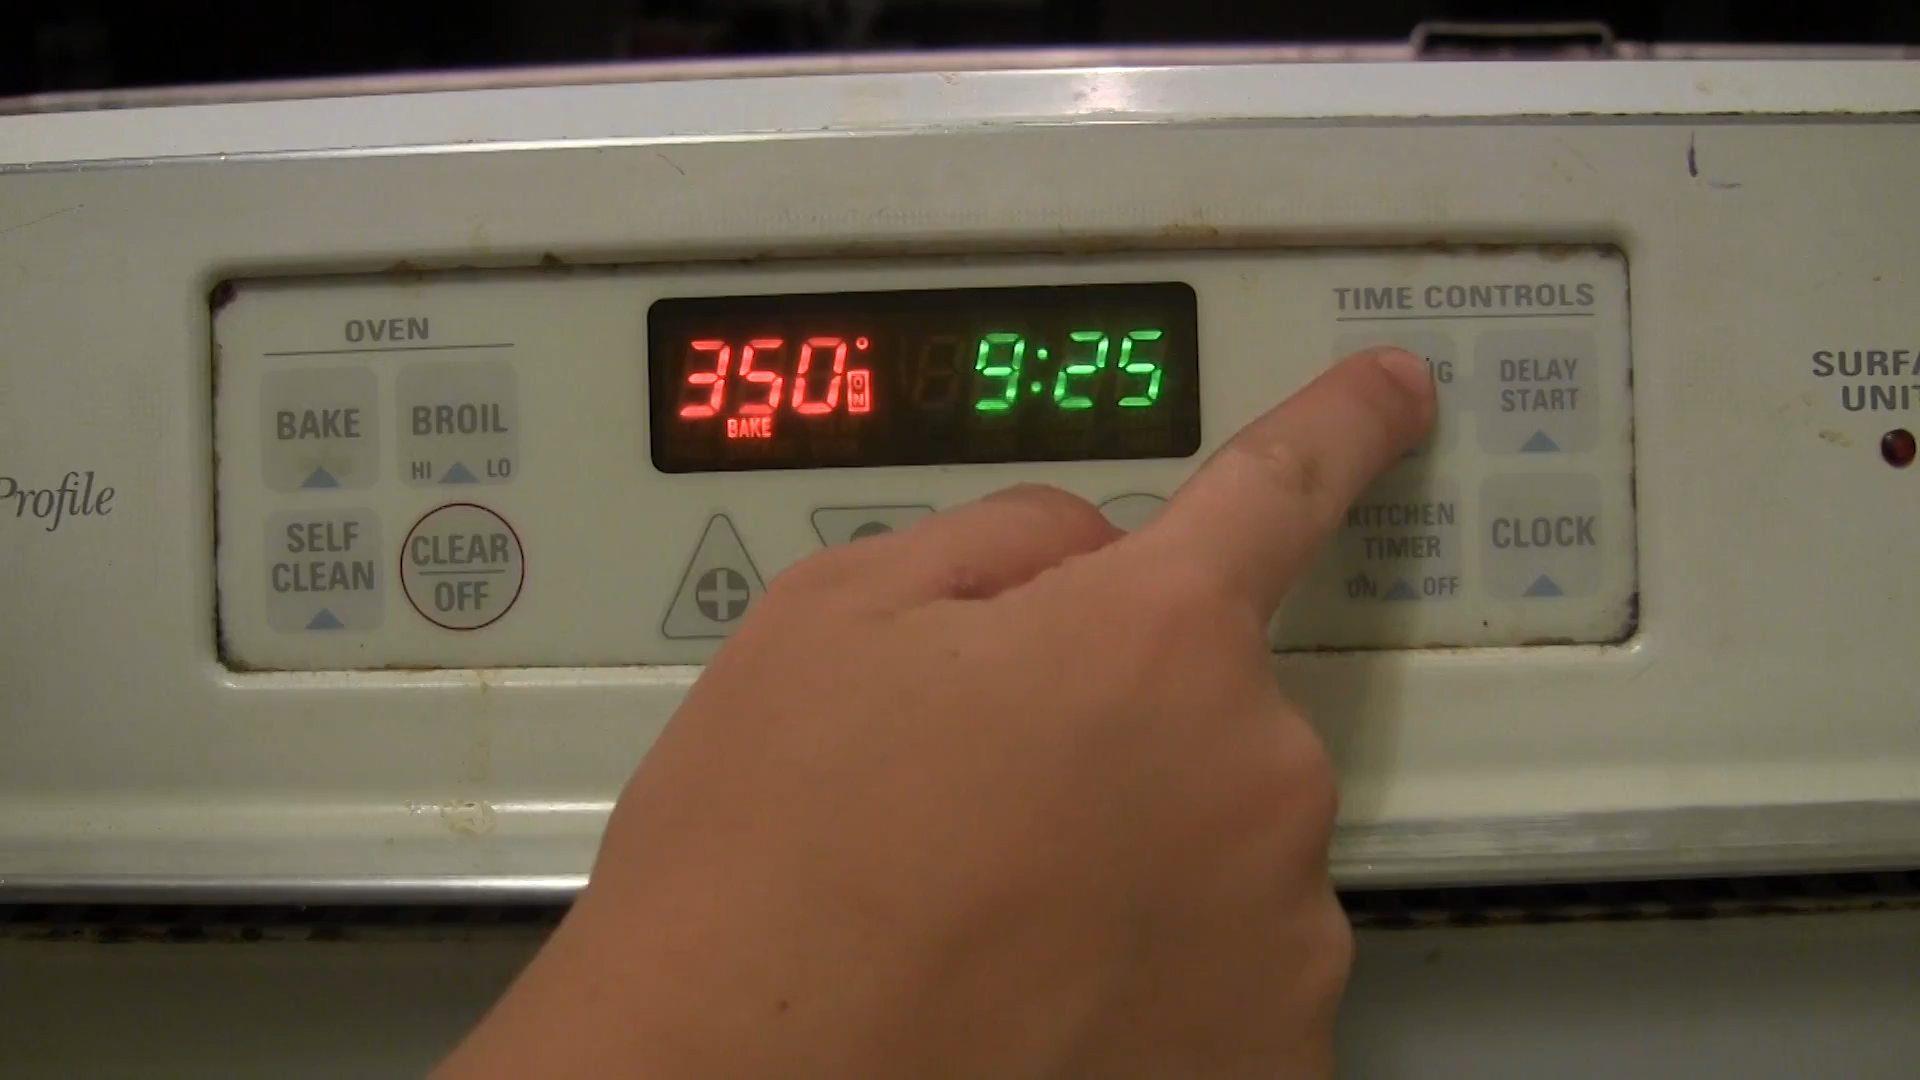 OVEN
BAKE
BROIL
HI LO
SELF
CLEAN
CLEAR
OFF
Profile
350°
ON
BAKE
9:25
TIME CONTROLS
DELAY
START
KITCHEN
TIMER
ON OFF
CLOCK